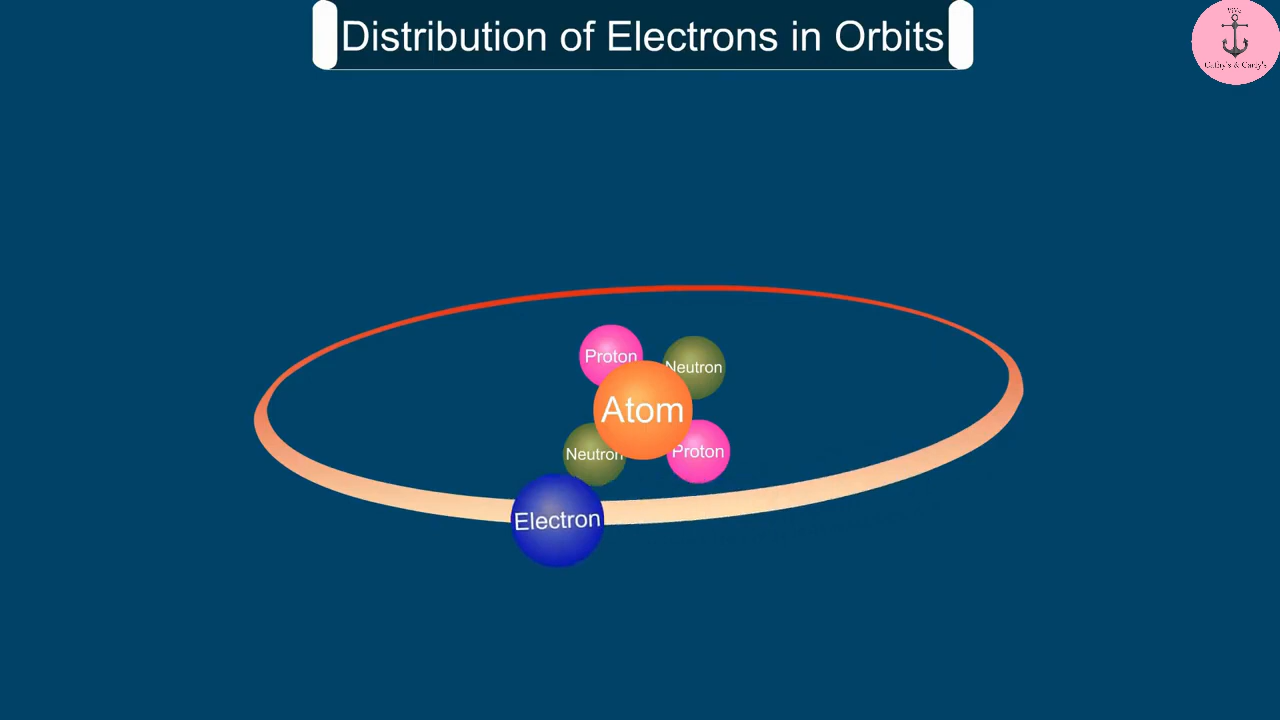 Distribution of Electrons in Orbits
Proton
Neutron
Atom
Neutron
Proton
Electron